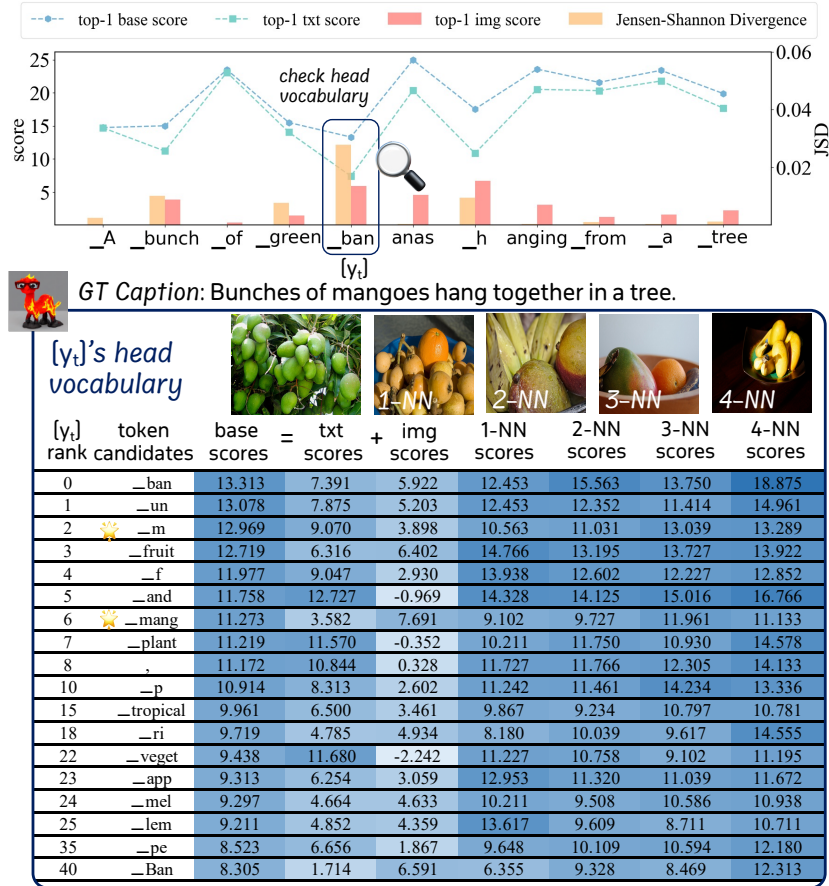 top-1 base score top-1 txt score top-1 img score Jensen-Shannon Divergence
25
20
15
10
5
score
0.06
0.04
0.02
JSD
check head
vocabulary
_A _bunch _of _green _ban anas _h anging _from _a _tree
[yt]
GT Caption: Bunches of mangoes hang together in a tree.
[yt]'s head
vocabulary
1-NN 2-NN 3-NN 4-NN
[yt] rank token candidates base scores = txt scores + img scores 1-NN scores 2-NN scores 3-NN scores 4-NN scores
0 _ban 13.313 7.391 5.922 12.453 15.563 13.750 18.875
1 _un 13.078 7.875 5.203 12.453 12.352 11.414 14.961
2 _m 12.969 9.070 3.898 10.563 11.031 13.039 13.289
3 _fruit 12.719 6.316 6.402 14.766 13.195 13.727 13.922
4 _f 11.977 9.047 2.930 13.938 12.602 12.227 12.852
5 _and 11.758 12.727 -0.969 14.328 14.125 15.016 16.766
6 _mang 11.273 3.582 7.691 9.102 9.727 11.961 11.133
7 _plant 11.219 11.570 -0.352 10.211 11.750 10.930 14.578
8 , 11.172 10.844 0.328 11.727 11.766 12.305 14.133
10 _p 10.914 8.313 2.602 11.242 11.461 14.234 13.336
15 _tropical 9.961 6.500 3.461 9.867 9.234 10.797 10.781
18 _ri 9.719 4.785 4.934 8.180 10.039 9.617 14.555
22 _veget 9.438 11.680 -2.242 11.227 10.758 9.102 11.195
23 _app 9.313 6.254 3.059 12.953 11.320 11.039 11.672
24 _mel 9.297 4.664 4.633 10.211 9.508 10.586 10.938
25 _lem 9.211 4.852 4.359 13.617 9.609 8.711 10.711
35 _pe 8.523 6.656 1.867 9.648 10.109 10.594 12.180
40 _Ban 8.305 1.714 6.591 6.355 9.328 8.469 12.313